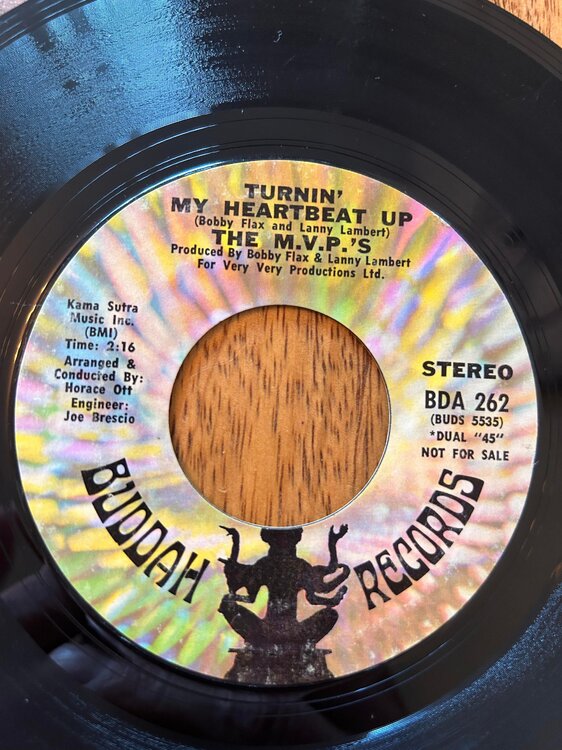 TURNIN'
MY HEARTBEAT UP
(Bobby Flax and Lanny Lambert)
THE M.V.P.'S
Produced By Bobby Flax & Lanny Lambert
For Very Very Productions Ltd.
Kama Sutra
Music Inc.
(BMI)
Time: 2:16
Arranged &
Conducted By:
Horace Ott
Engineer:
Joe Brescio
STEREO
BDA 262
(BUDS 5535)
*DUAL "45"
NOT FOR SALE
BUDDAH RECORDS